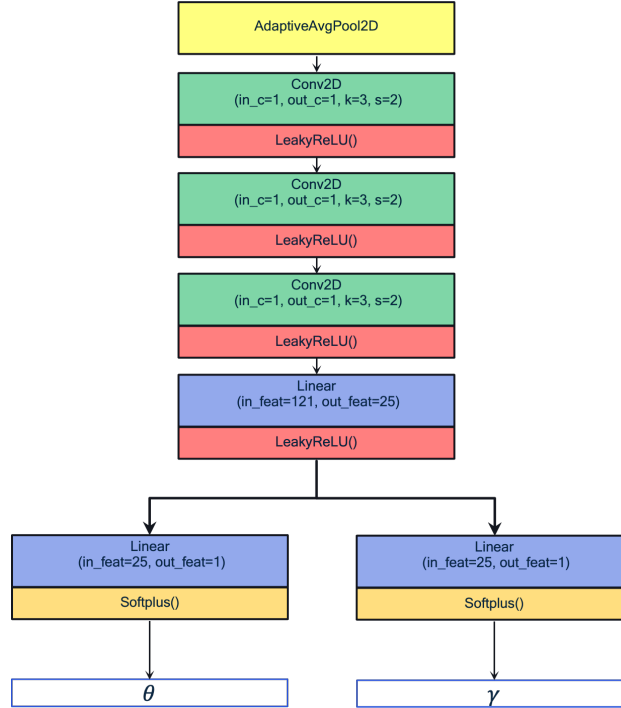 AdaptiveAvgPool2D
Conv2D
(in_c=1, out_c=1, k=3, s=2)
LeakyReLU()
Conv2D
(in_c=1, out_c=1, k=3, s=2)
LeakyReLU()
Conv2D
(in_c=1, out_c=1, k=3, s=2)
LeakyReLU()
Linear
(in_feat=121, out_feat=25)
LeakyReLU()
Linear
(in_feat=25, out_feat=1)
Softplus()
θ
Linear
(in_feat=25, out_feat=1)
Softplus()
γ